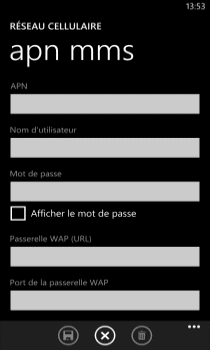 13:53
RÉSEAU CELLULAIRE
apn mms
APN
Nom d'utilisateur
Mot de passe
Afficher le mot de passe
Passerelle WAP (URL)
Port de la passerelle WAP